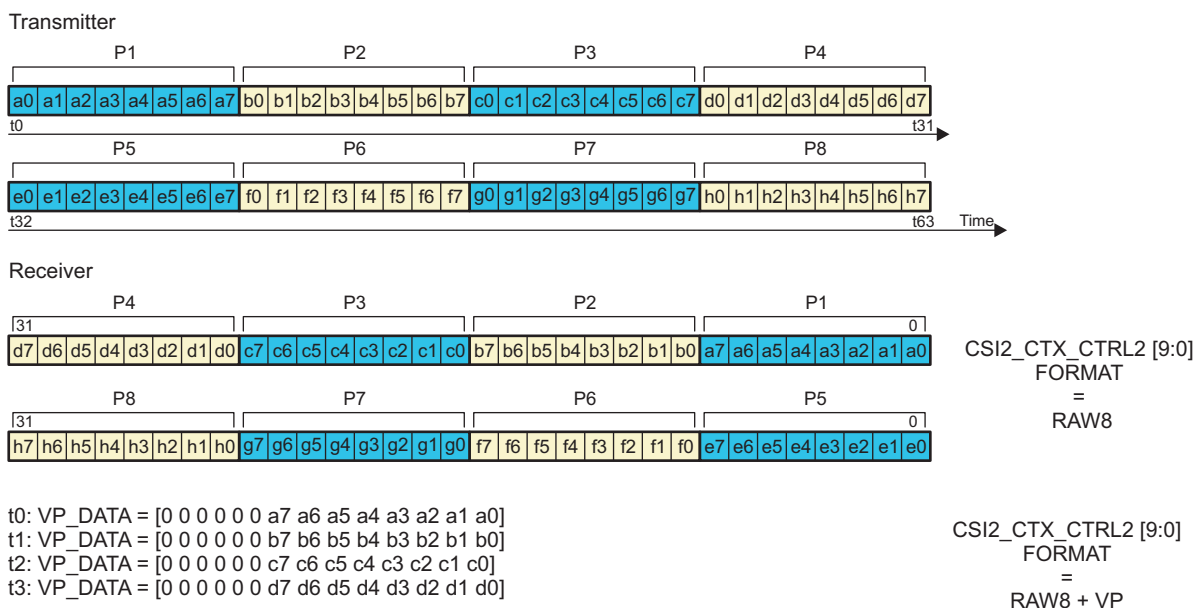 Transmitter
P1 P2 P3 P4
a0 a1 a2 a3 a4 a5 a6 a7 b0 b1 b2 b3 b4 b5 b6 b7 c0 c1 c2 c3 c4 c5 c6 c7 d0 d1 d2 d3 d4 d5 d6 d7
t0 t31
P5 P6 P7 P8
e0 e1 e2 e3 e4 e5 e6 e7 f0 f1 f2 f3 f4 f5 f6 f7 g0 g1 g2 g3 g4 g5 g6 g7 h0 h1 h2 h3 h4 h5 h6 h7
t32 t63 Time
Receiver
P4 P3 P2 P1
31 0
d7 d6 d5 d4 d3 d2 d1 d0 c7 c6 c5 c4 c3 c2 c1 c0 b7 b6 b5 b4 b3 b2 b1 b0 a7 a6 a5 a4 a3 a2 a1 a0
P8 P7 P6 P5
31 0
h7 h6 h5 h4 h3 h2 h1 h0 g7 g6 g5 g4 g3 g2 g1 g0 f7 f6 f5 f4 f3 f2 f1 f0 e7 e6 e5 e4 e3 e2 e1 e0
CSI2_CTX_CTRL2 [9:0]
FORMAT
=
RAW8
t0: VP_DATA = [0 0 0 0 0 0 a7 a6 a5 a4 a3 a2 a1 a0]
t1: VP_DATA = [0 0 0 0 0 0 b7 b6 b5 b4 b3 b2 b1 b0]
t2: VP_DATA = [0 0 0 0 0 0 c7 c6 c5 c4 c3 c2 c1 c0]
t3: VP_DATA = [0 0 0 0 0 0 d7 d6 d5 d4 d3 d2 d1 d0]
CSI2_CTX_CTRL2 [9:0]
FORMAT
=
RAW8 + VP